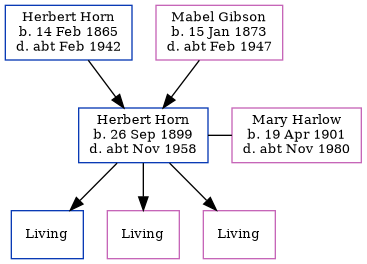 Herbert Horn
b. 14 Feb 1865
d. abt Feb 1942
Mabel Gibson
b. 15 Jan 1873
d. abt Feb 1947
Herbert Horn
b. 26 Sep 1899
d. abt Nov 1958
Mary Harlow
b. 19 Apr 1901
d. abt Nov 1980
Living
Living
Living